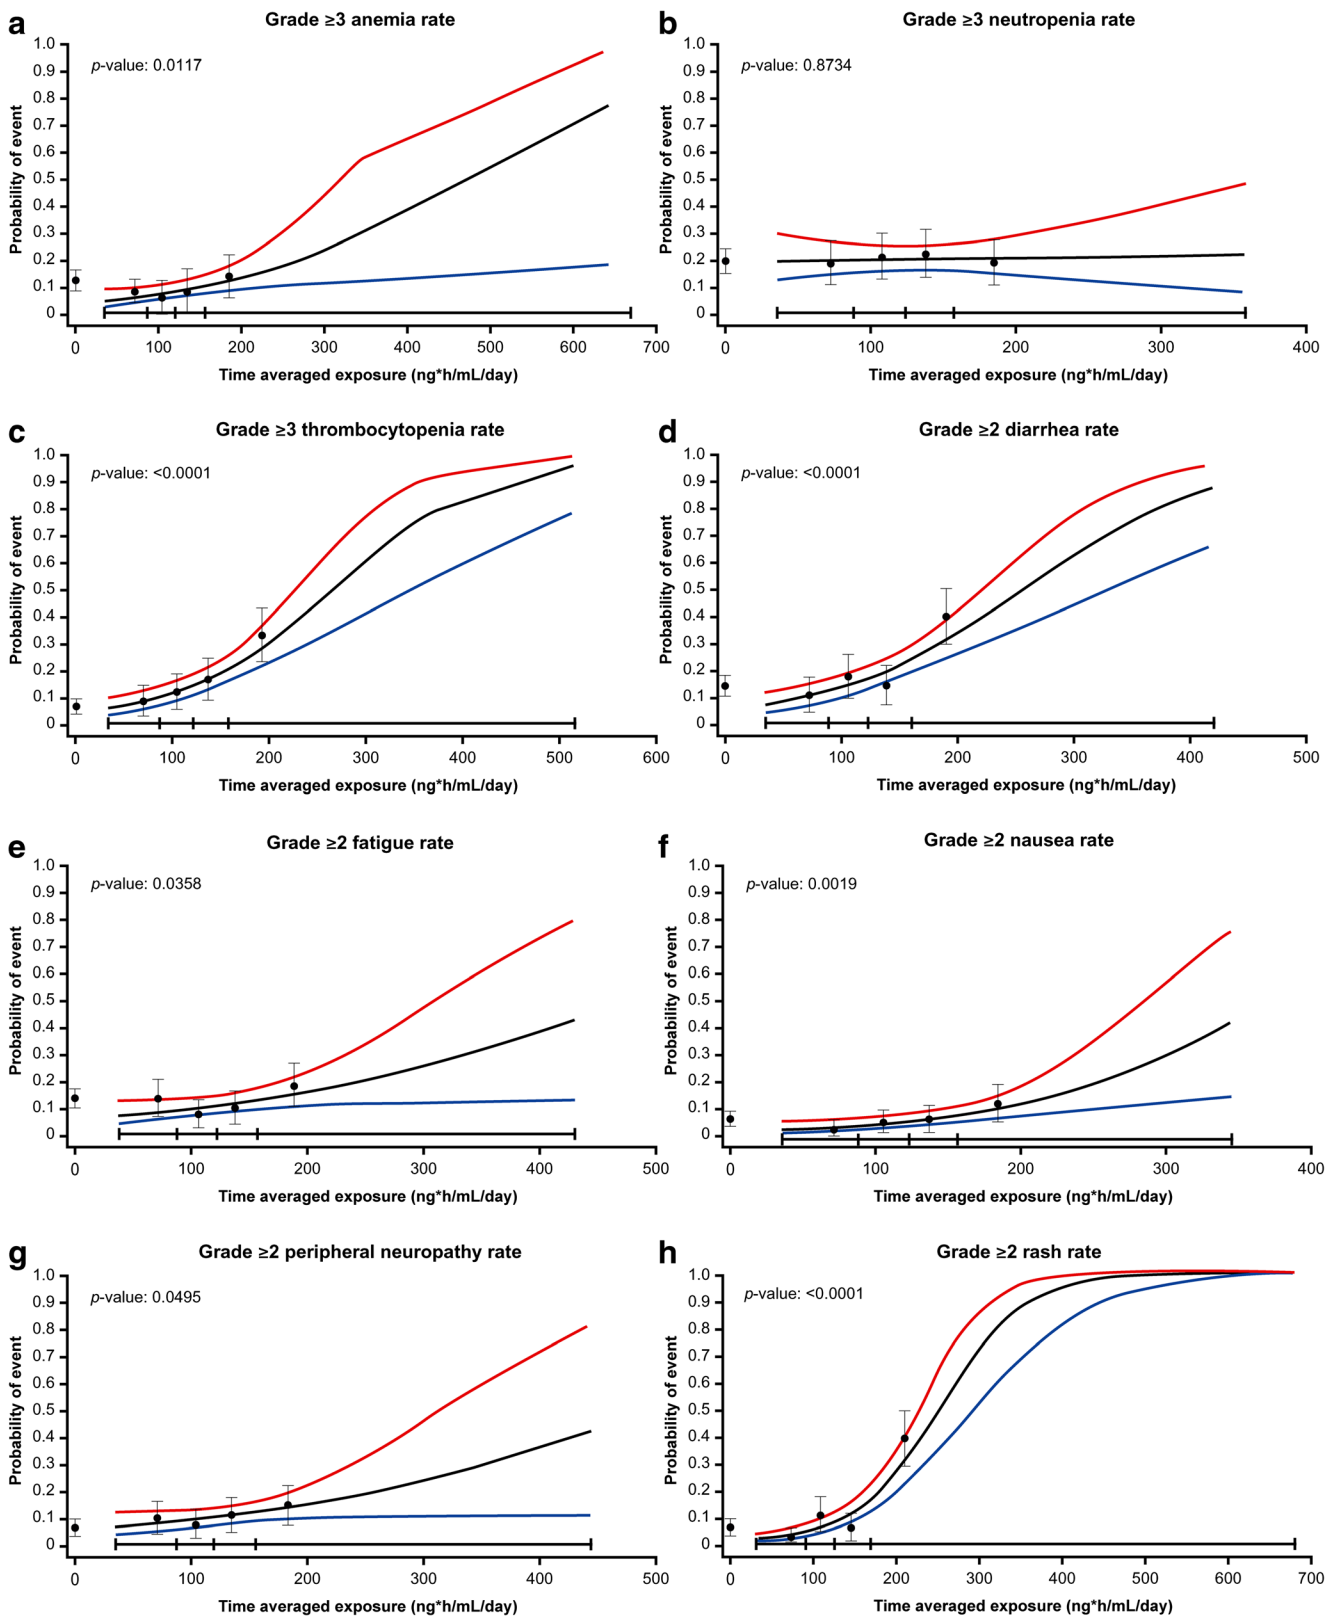 a
Grade ≥3 anemia rate
p-value: 0.0117
Probability of event
1.0
0.9
0.8
0.7
0.6
0.5
0.4
0.3
0.2
0.1
0
0 100 200 300 400 500 600 700
Time averaged exposure (ng*h/mL/day)
b
Grade ≥3 neutropenia rate
p-value: 0.8734
Probability of event
1.0
0.9
0.8
0.7
0.6
0.5
0.4
0.3
0.2
0.1
0
0 100 200 300 400
Time averaged exposure (ng*h/mL/day)
c
Grade ≥3 thrombocytopenia rate
p-value: <0.0001
Probability of event
1.0
0.9
0.8
0.7
0.6
0.5
0.4
0.3
0.2
0.1
0
0 100 200 300 400 500 600
Time averaged exposure (ng*h/mL/day)
d
Grade ≥2 diarrhea rate
p-value: <0.0001
Probability of event
1.0
0.9
0.8
0.7
0.6
0.5
0.4
0.3
0.2
0.1
0
0 100 200 300 400 500
Time averaged exposure (ng*h/mL/day)
e
Grade ≥2 fatigue rate
p-value: 0.0358
Probability of event
1.0
0.9
0.8
0.7
0.6
0.5
0.4
0.3
0.2
0.1
0
0 100 200 300 400 500
Time averaged exposure (ng*h/mL/day)
f
Grade ≥2 nausea rate
p-value: 0.0019
Probability of event
1.0
0.9
0.8
0.7
0.6
0.5
0.4
0.3
0.2
0.1
0
0 100 200 300 400
Time averaged exposure (ng*h/mL/day)
g
Grade ≥2 peripheral neuropathy rate
p-value: 0.0495
Probability of event
1.0
0.9
0.8
0.7
0.6
0.5
0.4
0.3
0.2
0.1
0
0 100 200 300 400 500
Time averaged exposure (ng*h/mL/day)
h
Grade ≥2 rash rate
p-value: <0.0001
Probability of event
1.0
0.9
0.8
0.7
0.6
0.5
0.4
0.3
0.2
0.1
0
0 100 200 300 400 500 600 700
Time averaged exposure (ng*h/mL/day)